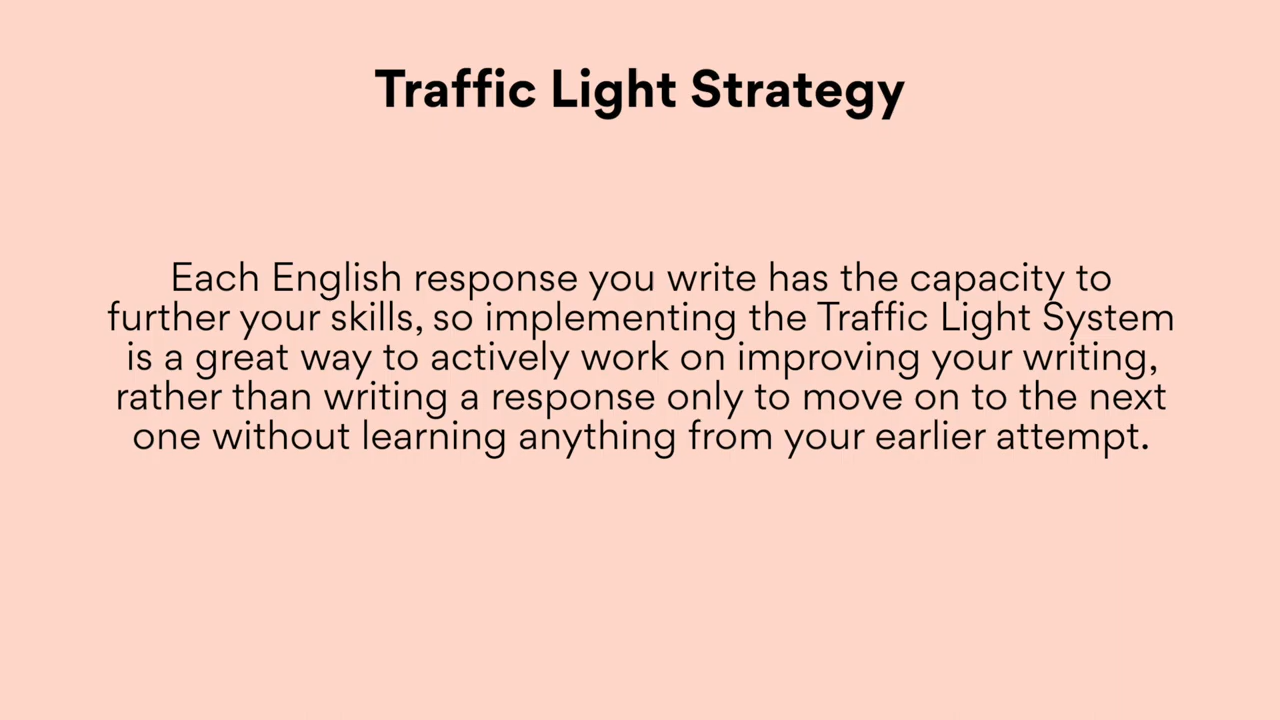 Traffic Light Strategy
Each English response you write has the capacity to
further your skills, so implementing the Traffic Light System
is a great way to actively work on improving your writing,
rather than writing a response only to move on to the next
one without learning anything from your earlier attempt.